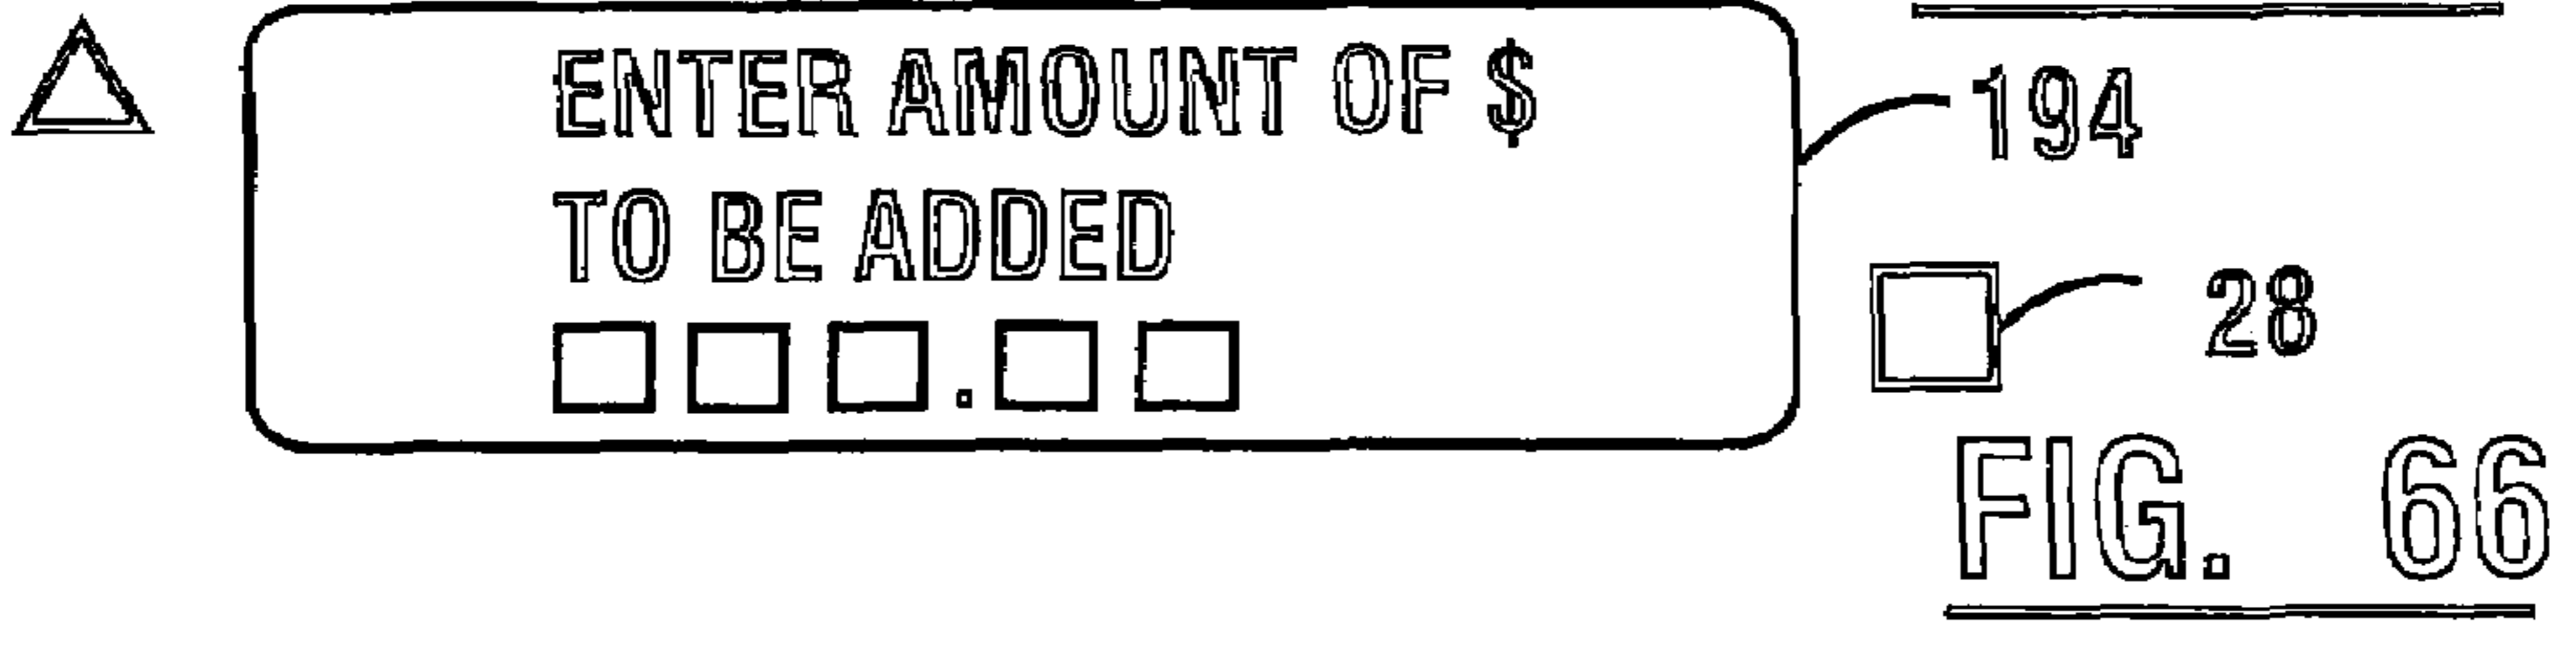 ENTER AMOUNT OF $
TO BE ADDED
.
194
28
FIG. 66